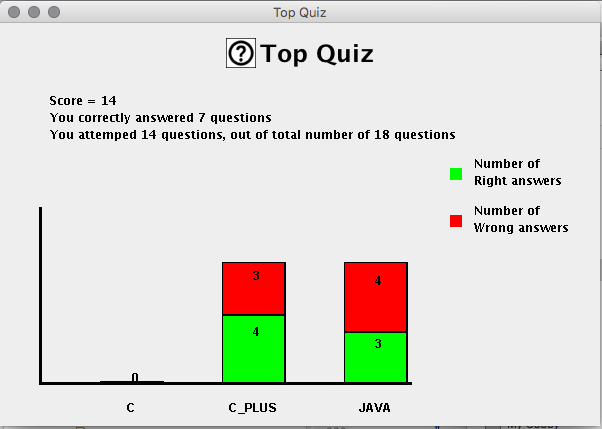 Top Quiz
Top Quiz
Score = 14
You correctly answered 7 questions
You attemped 14 questions, out of total number of 18 questions
Number of
Right answers
Number of
Wrong answers
3
4
4
3
0
C
C_PLUS
JAVA